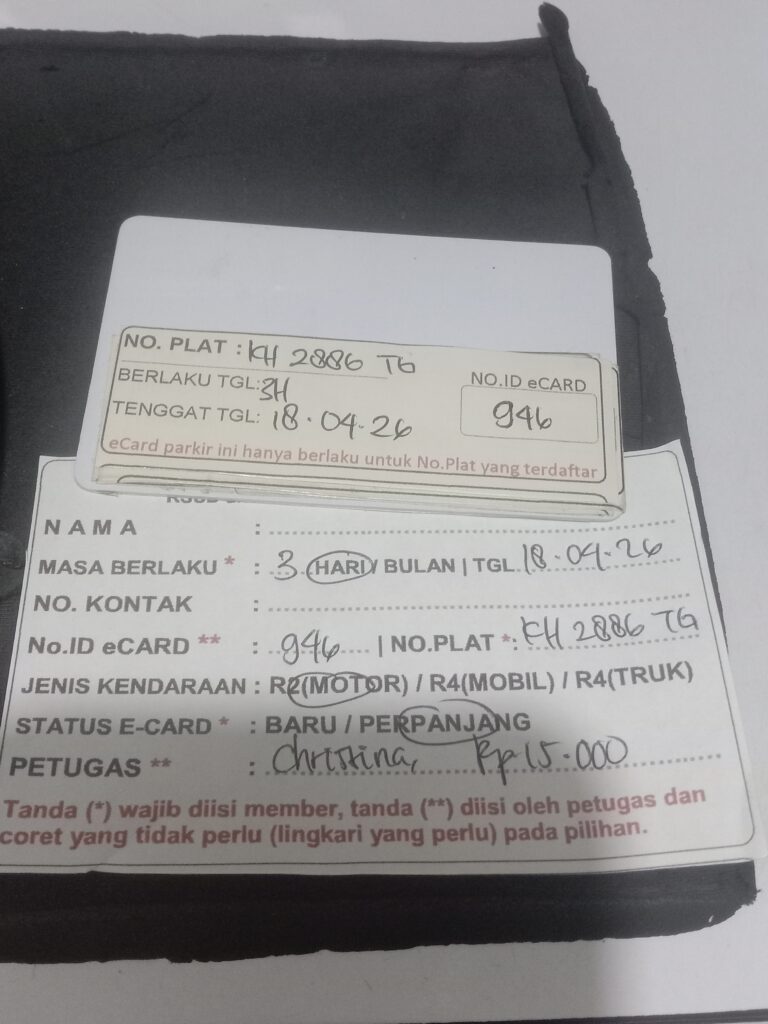 NO. PLAT : KH 2886 TG
BERLAKU TGL: 3H
NO.ID eCARD
TENGGAT TGL: 18.04.26
946
eCard parkir ini hanya berlaku untuk No.Plat yang terdaftar
NAMA :
MASA BERLAKU * : 3 HARI / BULAN | TGL. 18.04.26
NO. KONTAK :
No.ID eCARD ** : 946 | NO.PLAT *: KH 2886 TG
JENIS KENDARAAN : R2(MOTOR) / R4(MOBIL) / R4(TRUK)
STATUS E-CARD * : BARU / PERPANJANG
PETUGAS ** : Christina, Rp 15.000
Tanda (*) wajib diisi member, tanda (**) diisi oleh petugas dan
coret yang tidak perlu (lingkari yang perlu) pada pilihan.